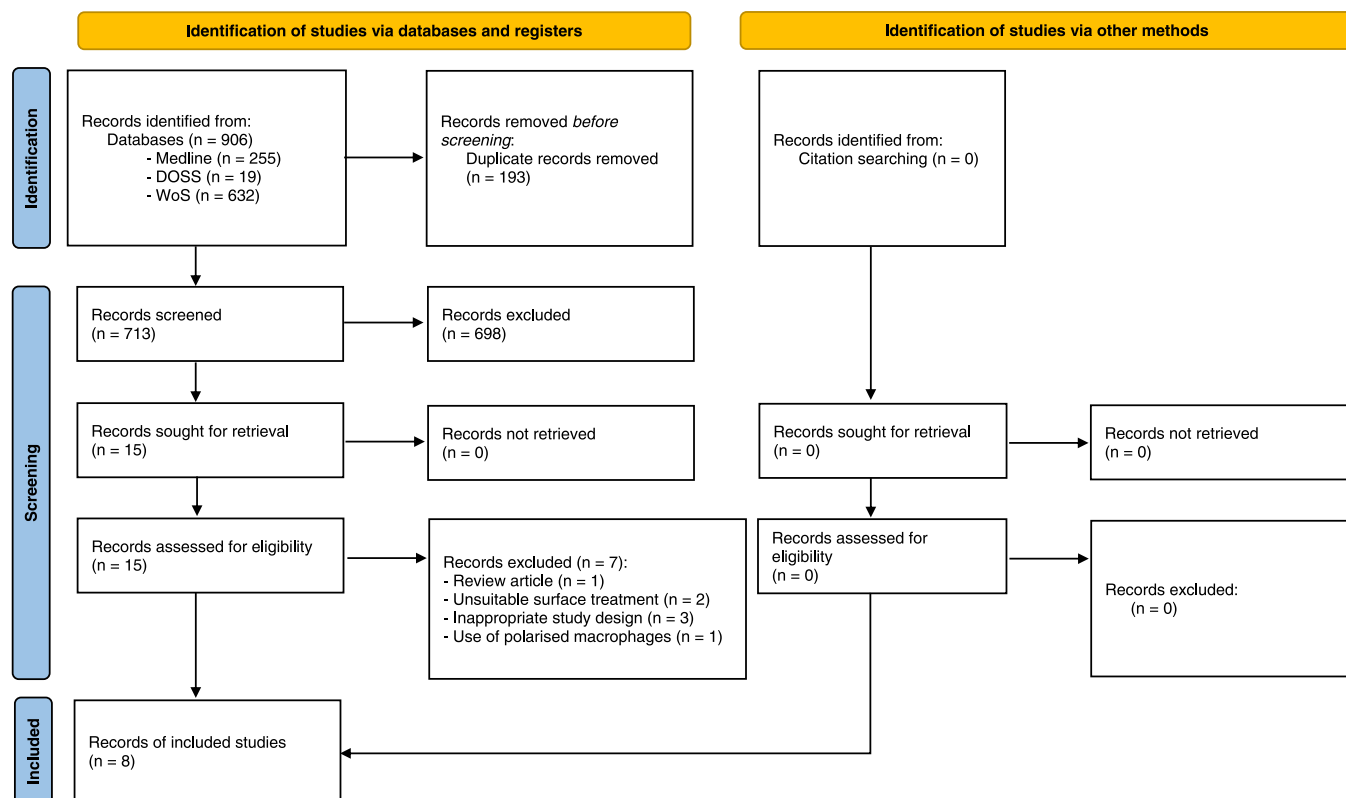 Identification of studies via databases and registers
Identification of studies via other methods
Identification
Records identified from:
Databases (n = 906)
- Medline (n = 255)
- DOSS (n = 19)
- WoS (n = 632)
Records removed before
screening:
Duplicate records removed
(n = 193)
Records identified from:
Citation searching (n = 0)
Screening
Records screened
(n = 713)
Records excluded
(n = 698)
Records sought for retrieval
(n = 15)
Records not retrieved
(n = 0)
Records sought for retrieval
(n = 0)
Records not retrieved
(n = 0)
Records assessed for eligibility
(n = 15)
Records excluded (n = 7):
- Review article (n = 1)
- Unsuitable surface treatment (n = 2)
- Inappropriate study design (n = 3)
- Use of polarised macrophages (n = 1)
Records assessed for
eligibility
(n = 0)
Records excluded:
(n = 0)
Included
Records of included studies
(n = 8)